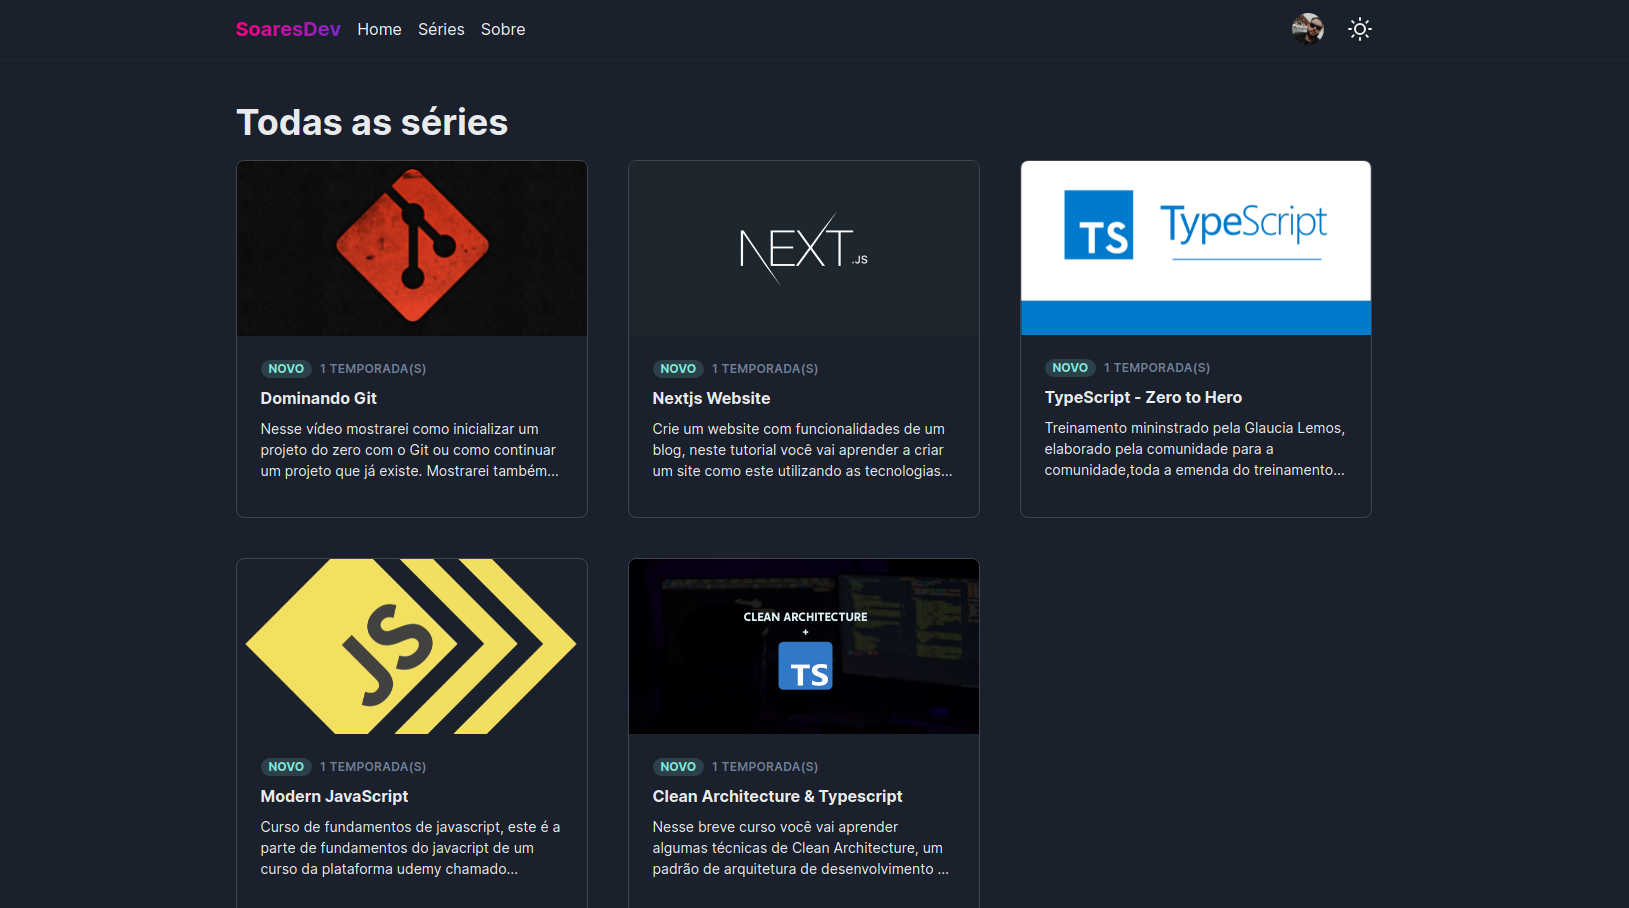 SoaresDev Home Séries Sobre
Todas as séries
NEXT.JS
TS TypeScript
NOVO 1 TEMPORADA(S)
Dominando Git
Nesse vídeo mostrarei como inicializar um
projeto do zero com o Git ou como continuar
um projeto que já existe. Mostrarei também...
NOVO 1 TEMPORADA(S)
Nextjs Website
Crie um website com funcionalidades de um
blog, neste tutorial você vai aprender a criar
um site como este utilizando as tecnologias...
NOVO 1 TEMPORADA(S)
TypeScript - Zero to Hero
Treinamento mininstrado pela Glaucia Lemos,
elaborado pela comunidade para a
comunidade,toda a emenda do treinamento...
JS
CLEAN ARCHITECTURE
+
TS
NOVO 1 TEMPORADA(S)
Modern JavaScript
Curso de fundamentos de javascript, este é a
parte de fundamentos do javacript de um
curso da plataforma udemy chamado...
NOVO 1 TEMPORADA(S)
Clean Architecture & Typescript
Nesse breve curso você vai aprender
algumas técnicas de Clean Architecture, um
padrão de arquitetura de desenvolvimento ...